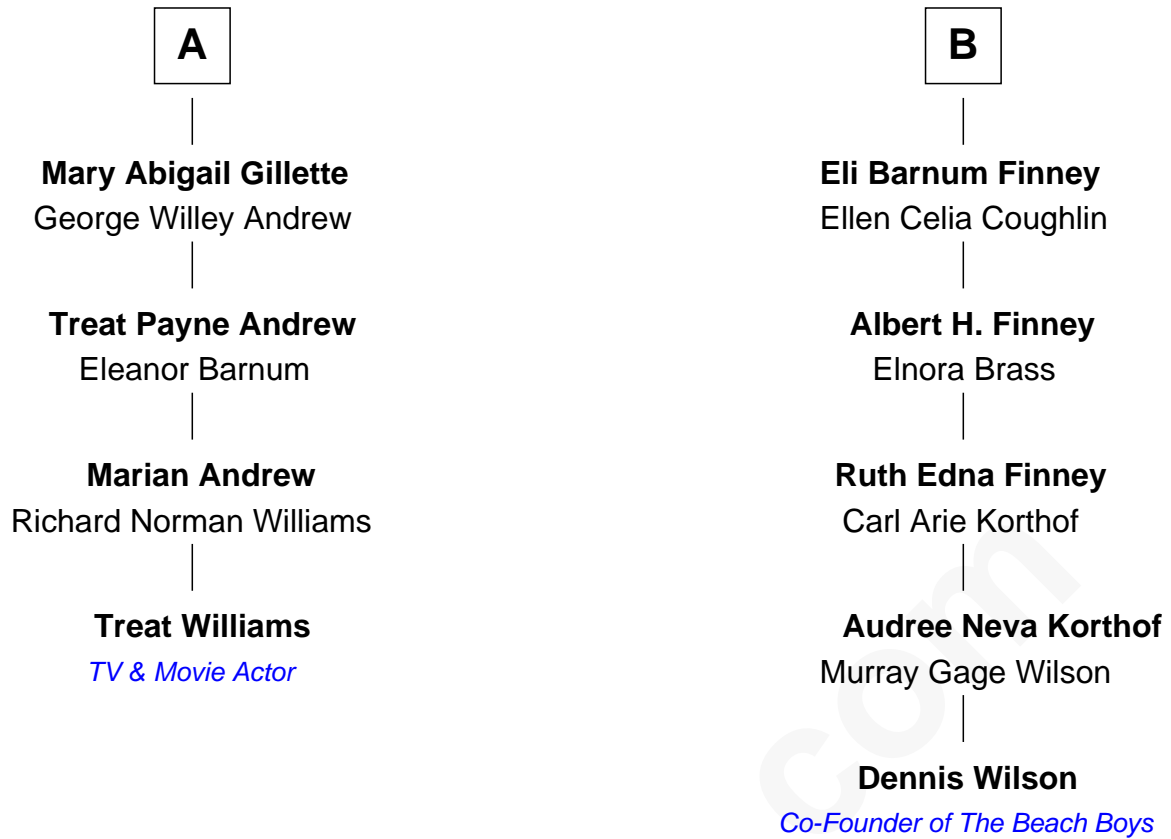 A
Mary Abigail Gillette
George Willey Andrew
Treat Payne Andrew
Eleanor Barnum
Marian Andrew
Richard Norman Williams
Treat Williams
TV & Movie Actor
B
Eli Barnum Finney
Ellen Celia Coughlin
Albert H. Finney
Elnora Brass
Ruth Edna Finney
Carl Arie Korthof
Audree Neva Korthof
Murray Gage Wilson
Dennis Wilson
Co-Founder of The Beach Boys
com